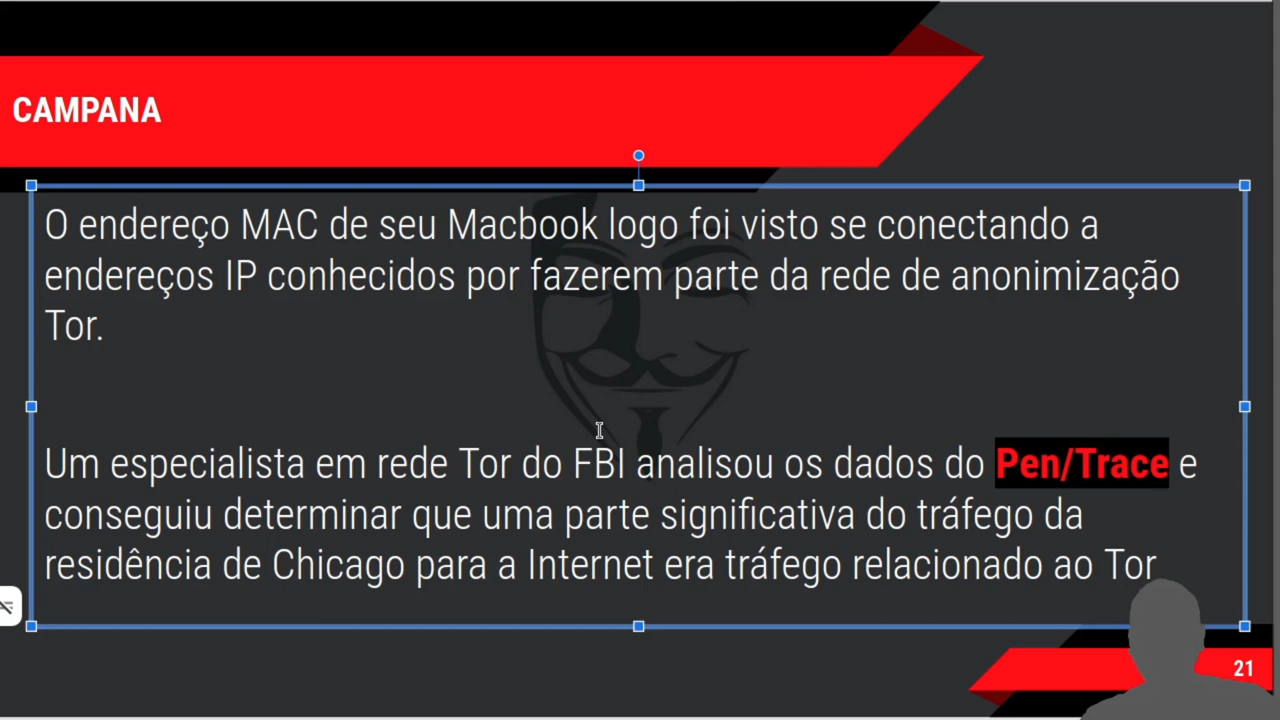 CAMPANA
O endereço MAC de seu Macbook logo foi visto se conectando a
endereços IP conhecidos por fazerem parte da rede de anonimização
Tor.
Um especialista em rede Tor do FBI analisou os dados do Pen/Trace e
conseguiu determinar que uma parte significativa do tráfego da
residência de Chicago para a Internet era tráfego relacionado ao Tor
21